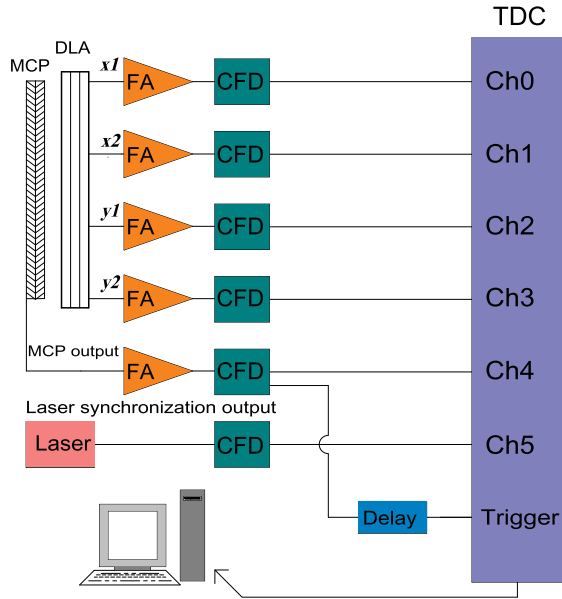 TDC
DLA
MCP
x1
FA
CFD
Ch0
x2
FA
CFD
Ch1
y1
FA
CFD
Ch2
y2
FA
CFD
Ch3
MCP output
FA
CFD
Ch4
Laser synchronization output
Laser
CFD
Ch5
Delay
Trigger